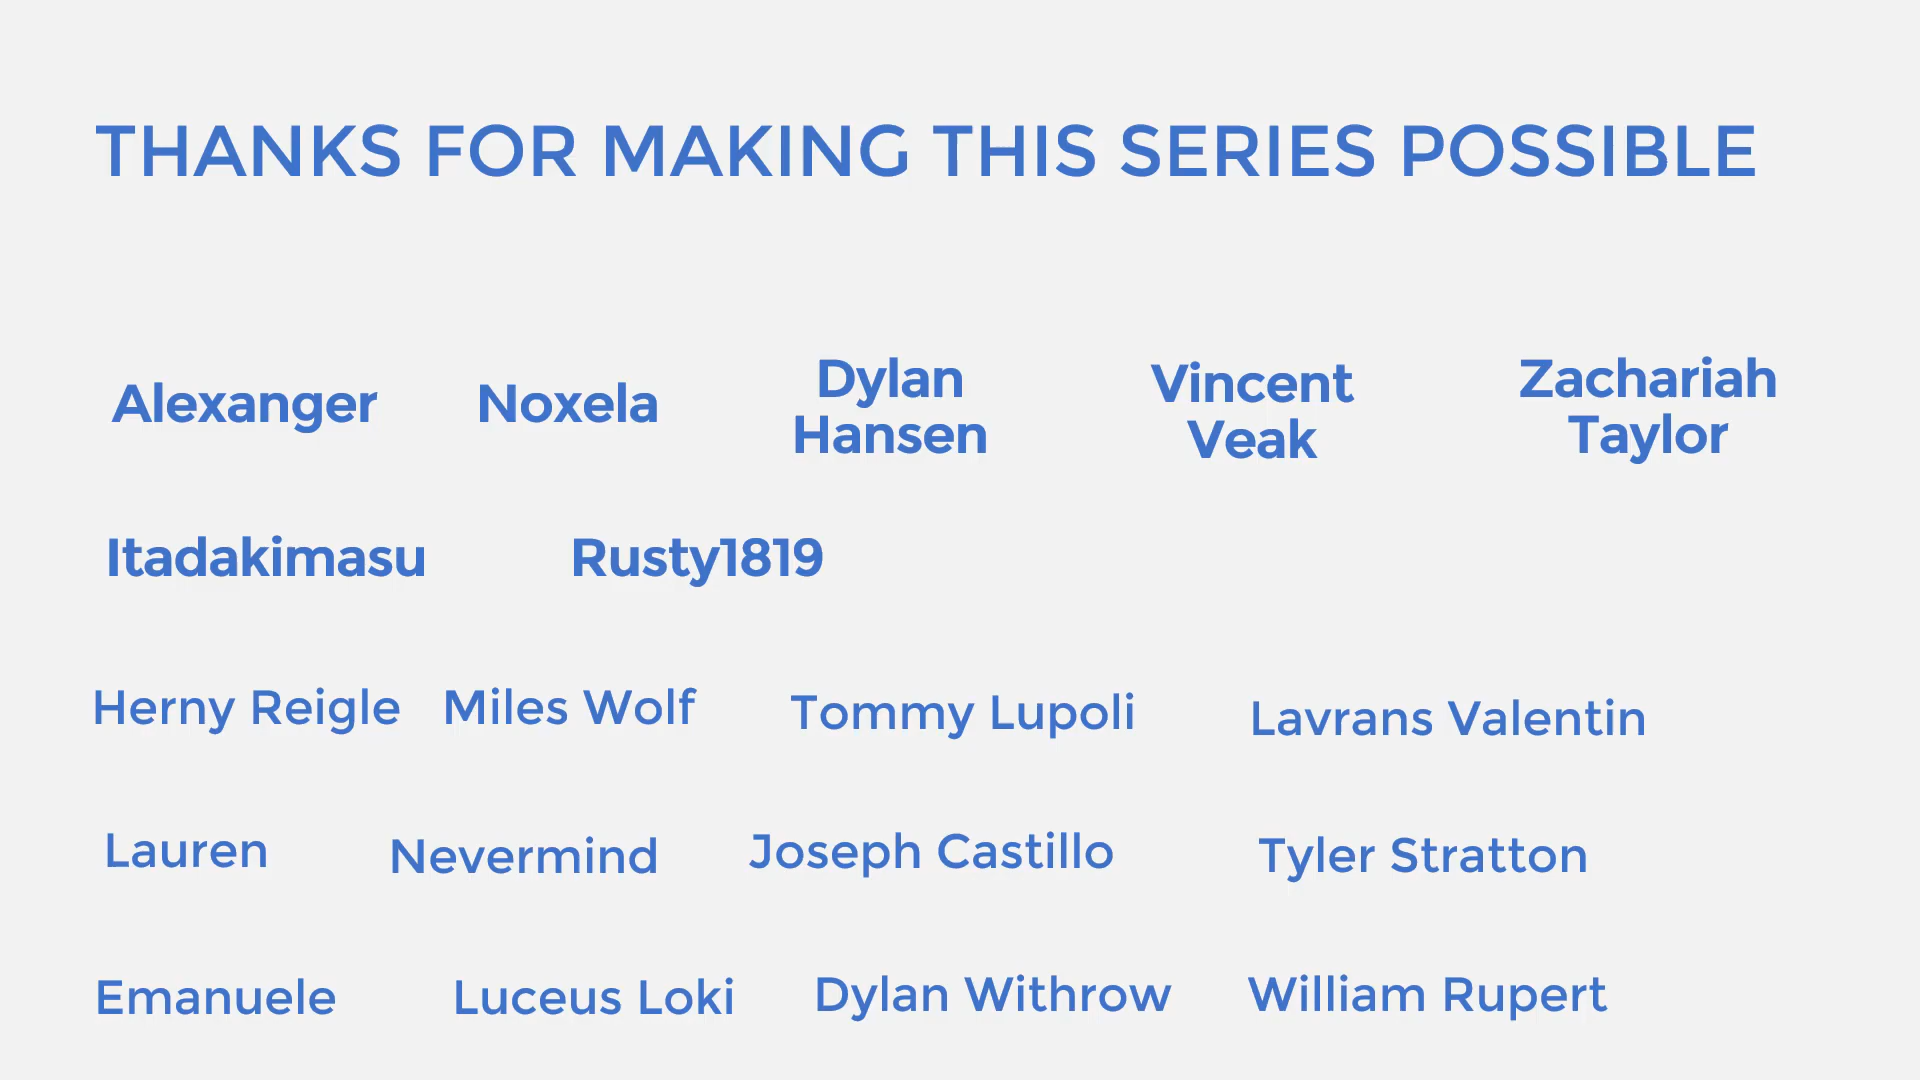 THANKS FOR MAKING THIS SERIES POSSIBLE
Alexanger
Noxela
Dylan
Hansen
Vincent
Veak
Zachariah
Taylor
Itadakimasu
Rusty1819
Herny Reigle
Miles Wolf
Tommy Lupoli
Lavrans Valentin
Lauren
Nevermind
Joseph Castillo
Tyler Stratton
Emanuele
Luceus Loki
Dylan Withrow
William Rupert